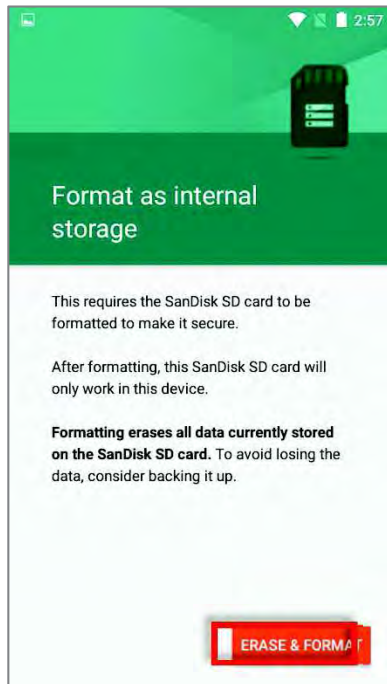 2:57
Format as internal
storage
This requires the SanDisk SD card to be
formatted to make it secure.
After formatting, this SanDisk SD card will
only work in this device.
Formatting erases all data currently stored
on the SanDisk SD card. To avoid losing the
data, consider backing it up.
ERASE & FORMAT